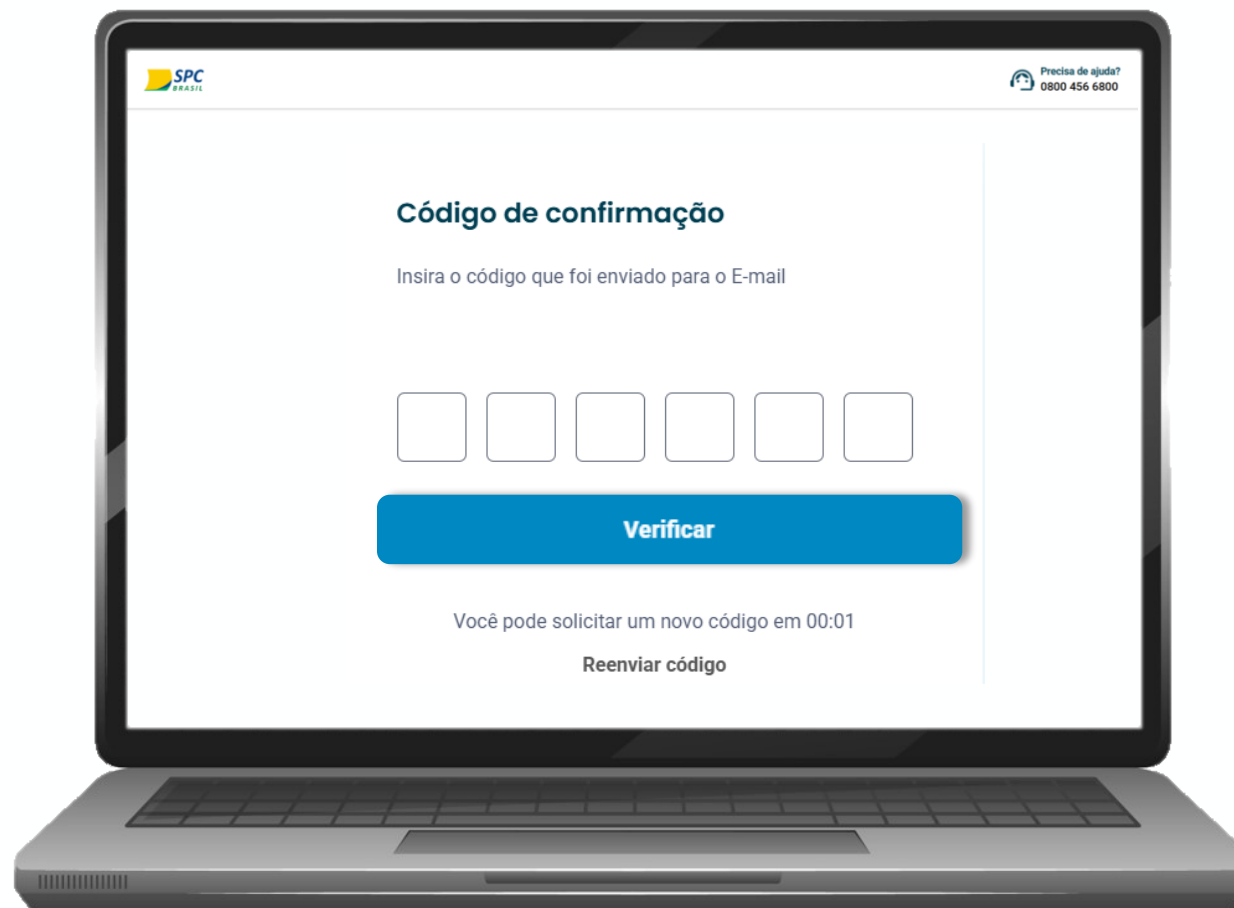 SPC
BRASIL
Precisa de ajuda?
0800 456 6800
Código de confirmação
Insira o código que foi enviado para o E-mail
Verificar
Você pode solicitar um novo código em 00:01
Reenviar código